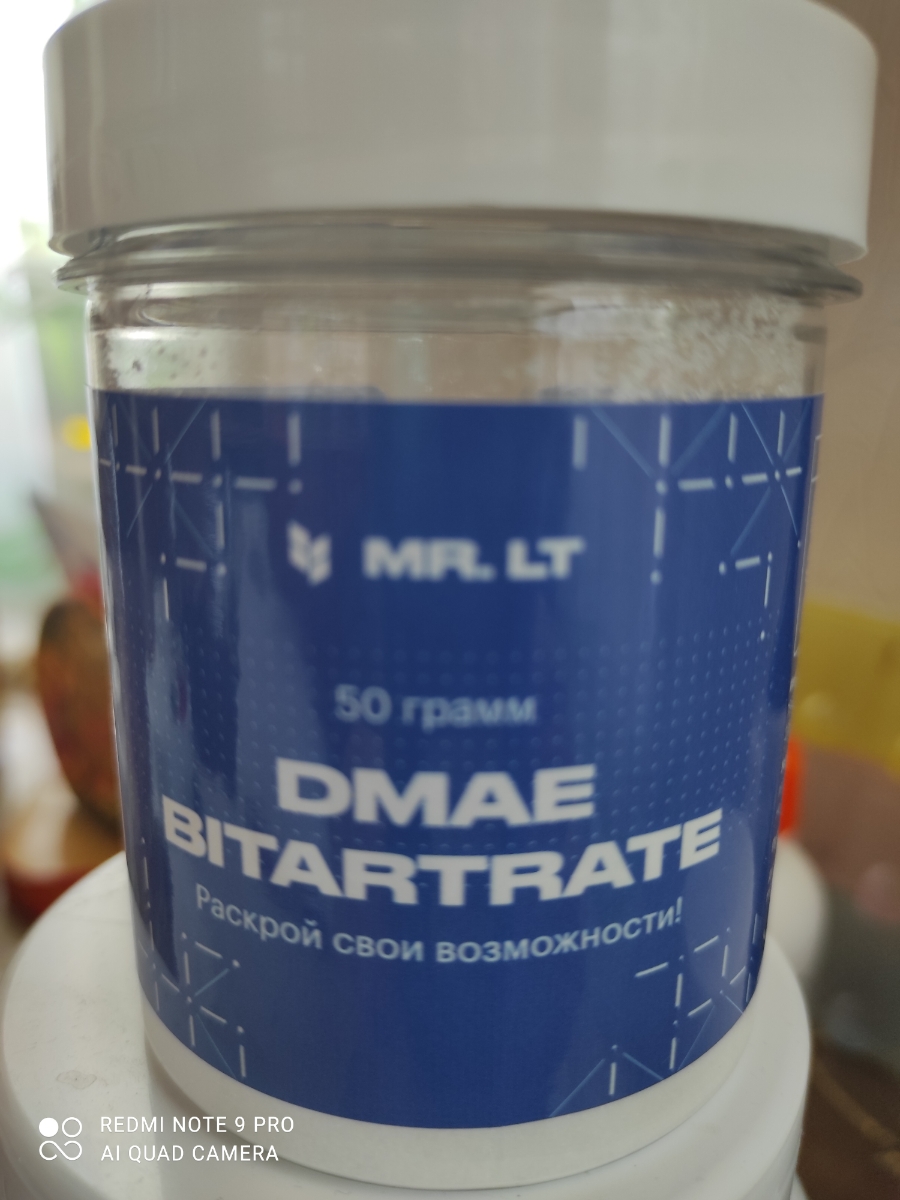 MR. LT
50 грамм
DMAE
BITARTRATE
Раскрой свои возможности!
REDMI NOTE 9 PRO
AI QUAD CAMERA